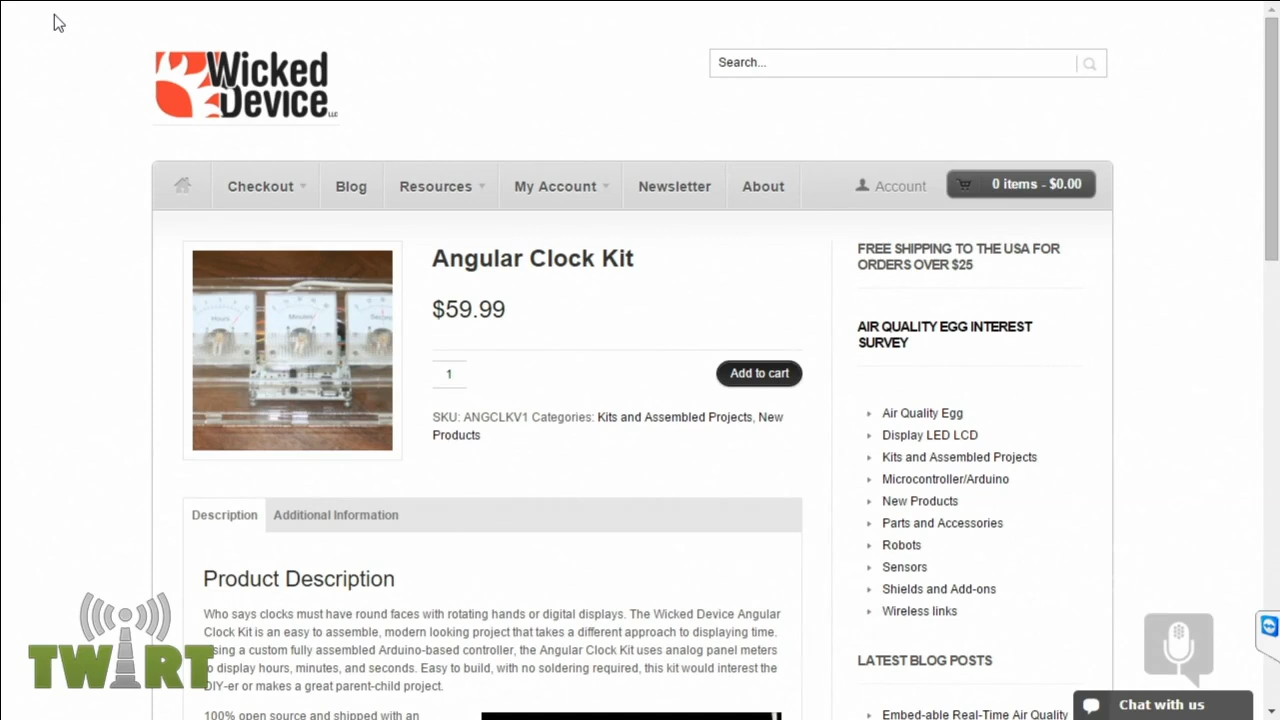 Wicked
Device LLC
Search...
Checkout
Blog
Resources
My Account
Newsletter
About
Account
0 items - $0.00
Hours
Minutes
Angular Clock Kit
$59.99
1
Add to cart
SKU: ANGCLKV1 Categories: Kits and Assembled Projects, New
Products
Description
Additional Information
Product Description
Who says clocks must have round faces with rotating hands or digital displays. The Wicked Device Angular
Clock Kit is an easy to assemble, modern looking project that takes a different approach to displaying time.
using a custom fully assembled Arduino-based controller, the Angular Clock Kit uses analog panel meters
to display hours, minutes, and seconds. Easy to build, with no soldering required, this kit would interest the
DIY-er or makes a great parent-child project.
100% open source and shipped with an
FREE SHIPPING TO THE USA FOR
ORDERS OVER $25
AIR QUALITY EGG INTEREST
SURVEY
Air Quality Egg
Display LED LCD
Kits and Assembled Projects
Microcontroller/Arduino
New Products
Parts and Accessories
Robots
Sensors
Shields and Add-ons
Wireless links
LATEST BLOG POSTS
Embed-able Real-Time Air Quality
Chat with us
TWIRT